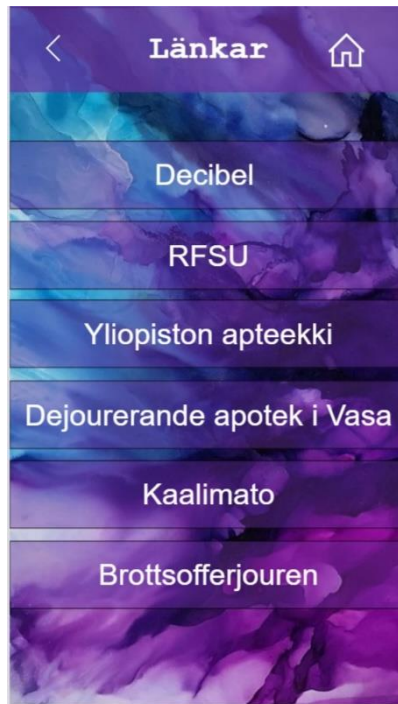 Länkar
Decibel
RFSU
Yliopiston apteekki
Dejourerande apotek i Vasa
Kaalimato
Brottsofferjouren